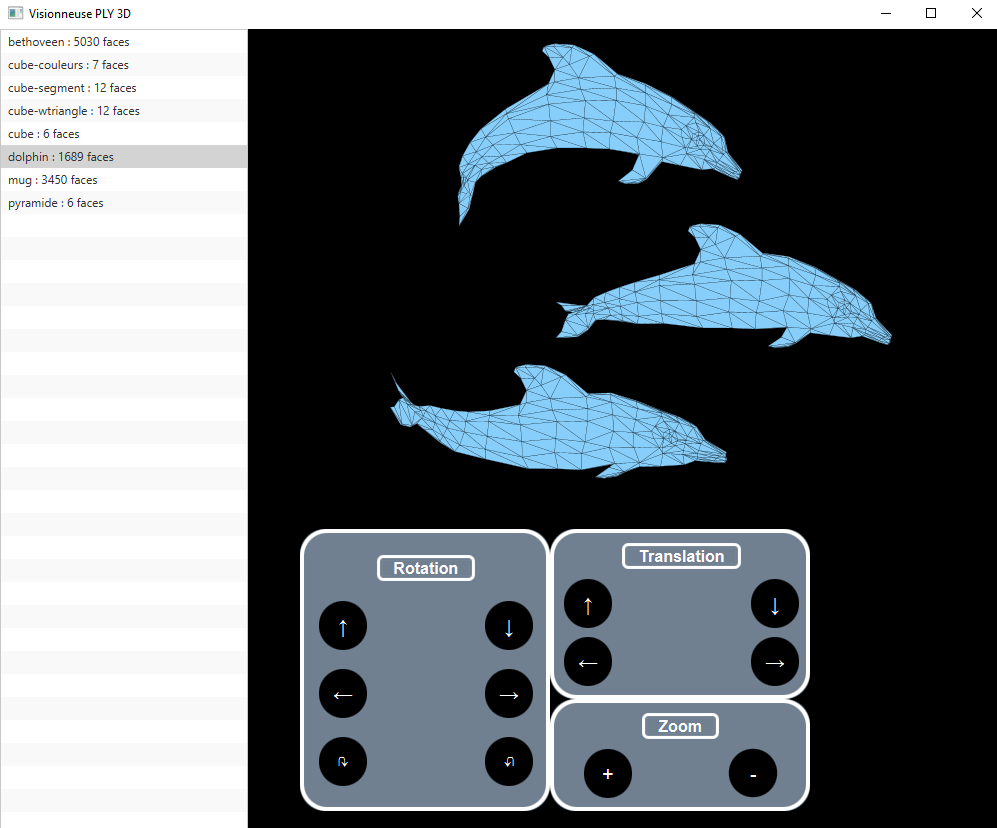 Visionneuse PLY 3D
bethoveen : 5030 faces
cube-couleurs : 7 faces
cube-segment : 12 faces
cube-wtriangle : 12 faces
cube : 6 faces
dolphin : 1689 faces
mug : 3450 faces
pyramide : 6 faces
Rotation
↑ ↓
← →
↷ ↶
Translation
↑ ↓
← →
Zoom
+ -